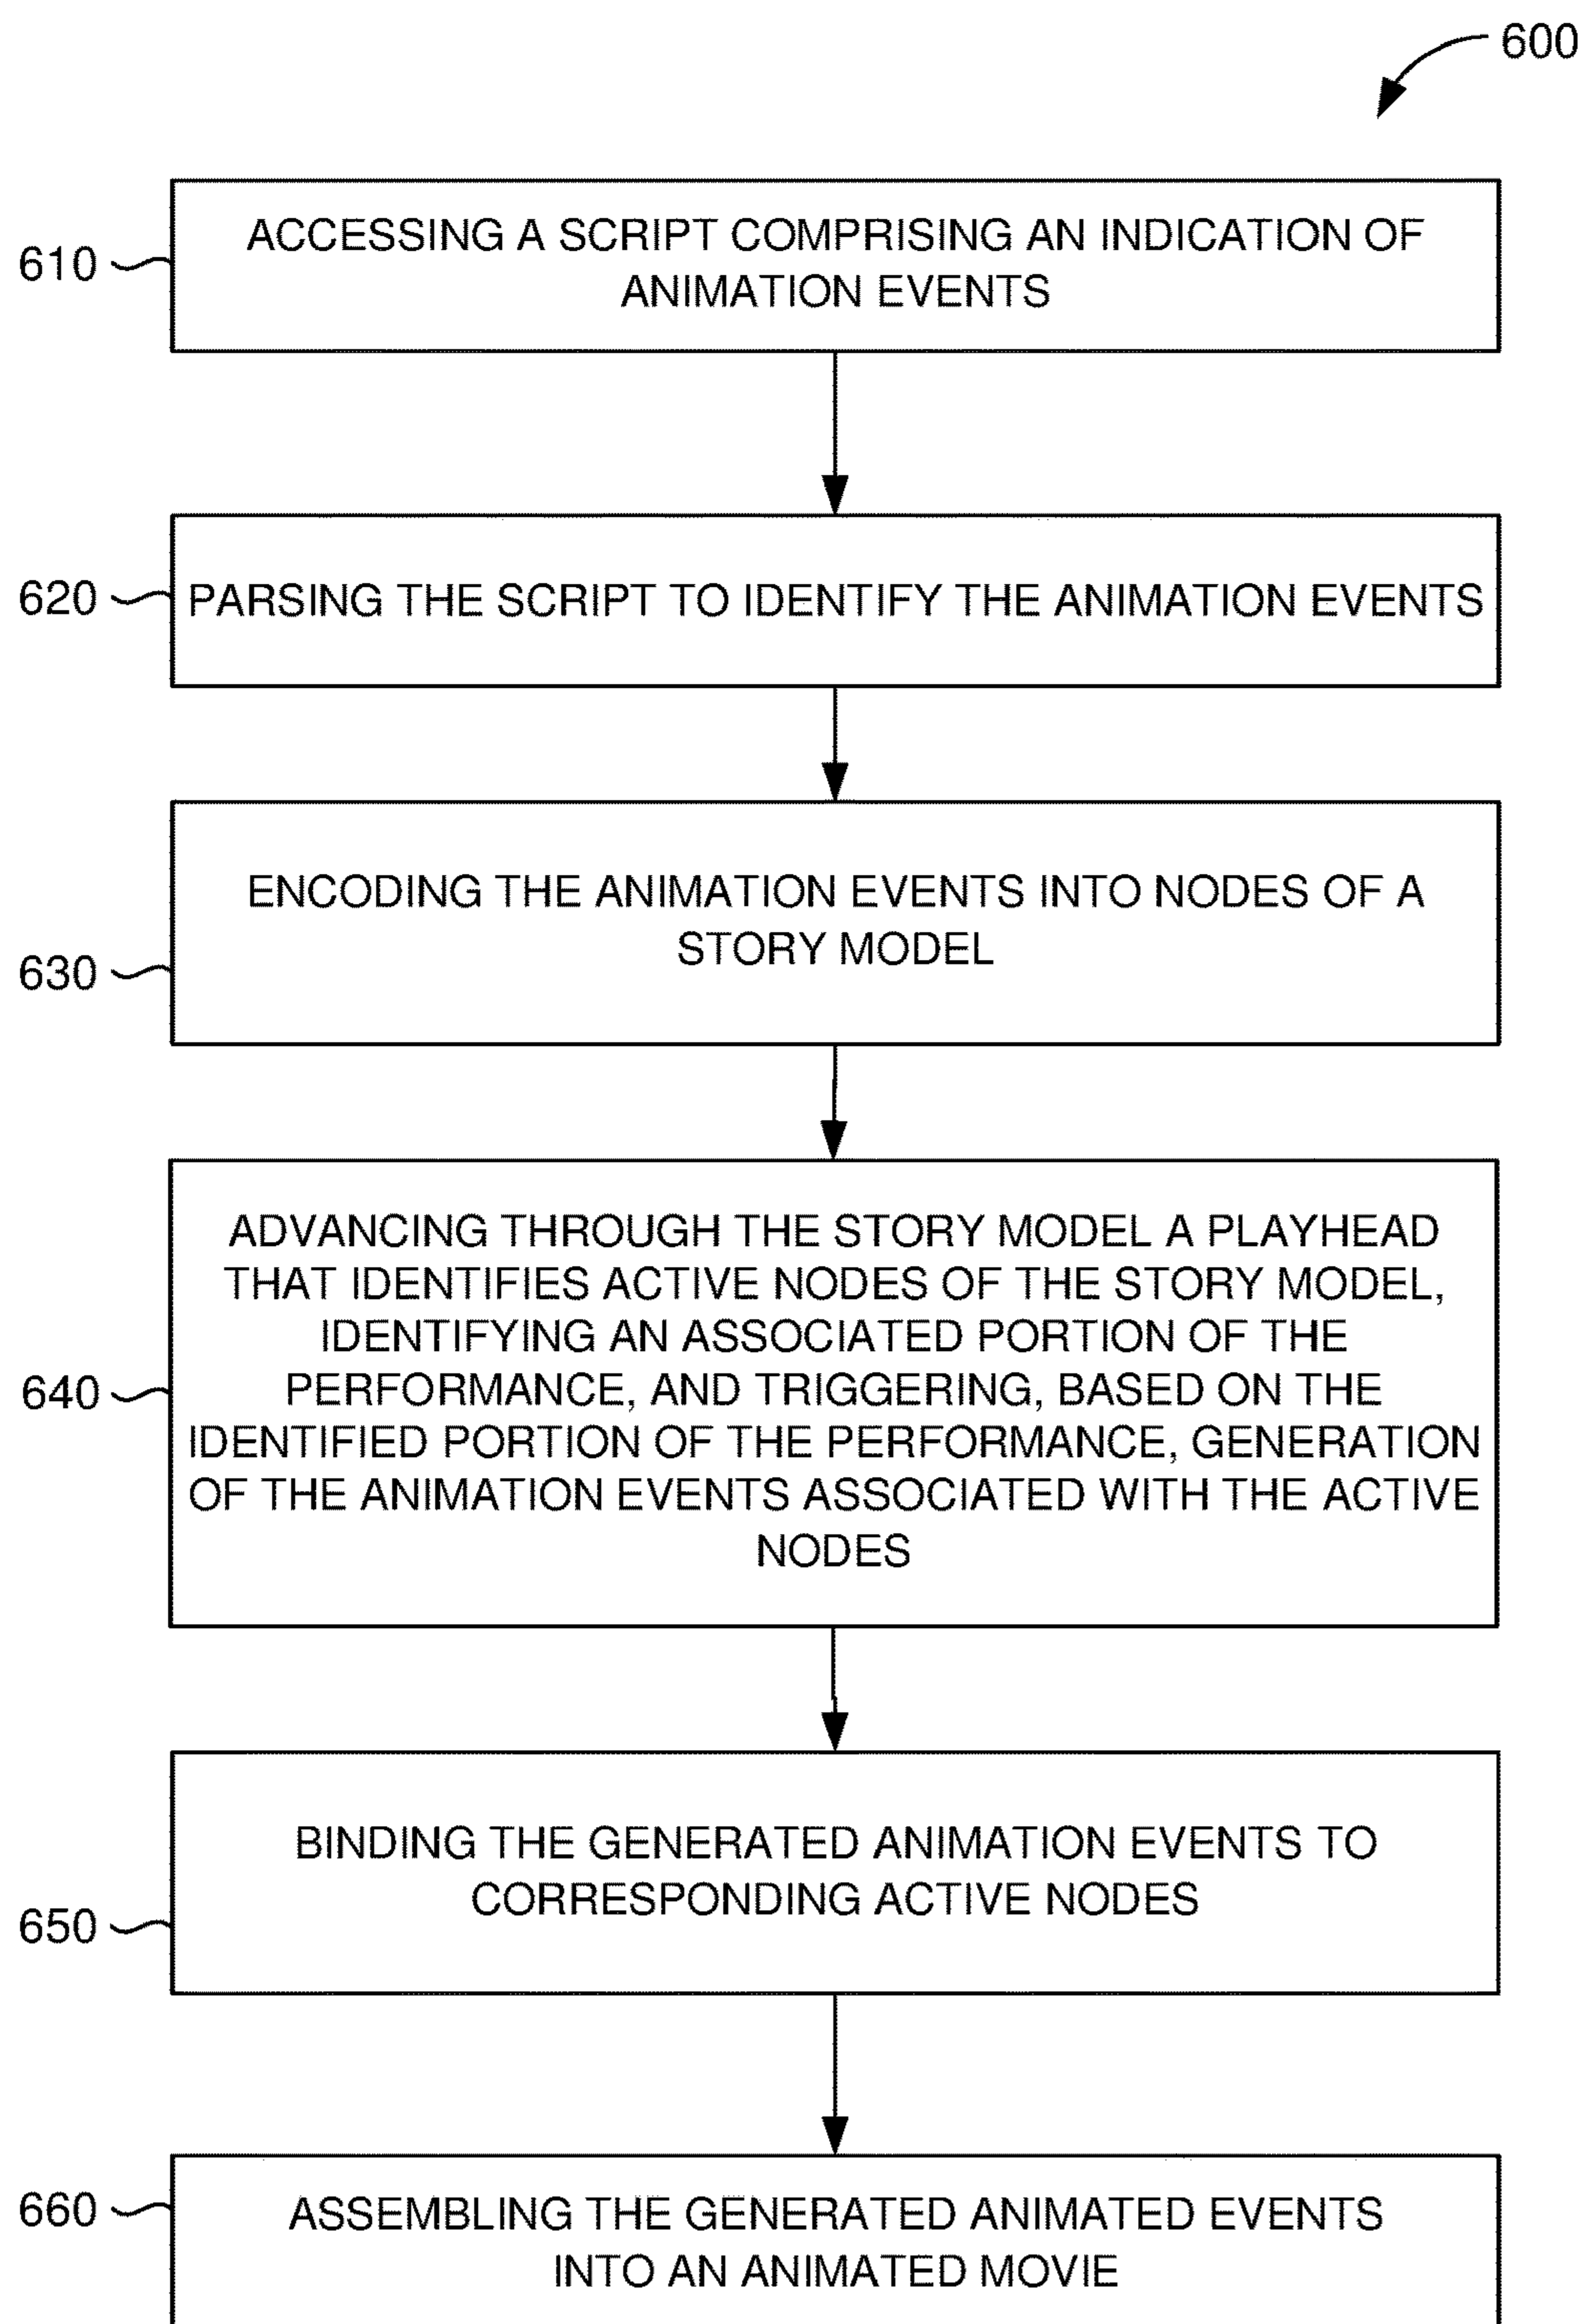 600
610
ACCESSING A SCRIPT COMPRISING AN INDICATION OF
ANIMATION EVENTS
620
PARSING THE SCRIPT TO IDENTIFY THE ANIMATION EVENTS
630
ENCODING THE ANIMATION EVENTS INTO NODES OF A
STORY MODEL
640
ADVANCING THROUGH THE STORY MODEL A PLAYHEAD
THAT IDENTIFIES ACTIVE NODES OF THE STORY MODEL,
IDENTIFYING AN ASSOCIATED PORTION OF THE
PERFORMANCE, AND TRIGGERING, BASED ON THE
IDENTIFIED PORTION OF THE PERFORMANCE, GENERATION
OF THE ANIMATION EVENTS ASSOCIATED WITH THE ACTIVE
NODES
650
BINDING THE GENERATED ANIMATION EVENTS TO
CORRESPONDING ACTIVE NODES
660
ASSEMBLING THE GENERATED ANIMATED EVENTS
INTO AN ANIMATED MOVIE